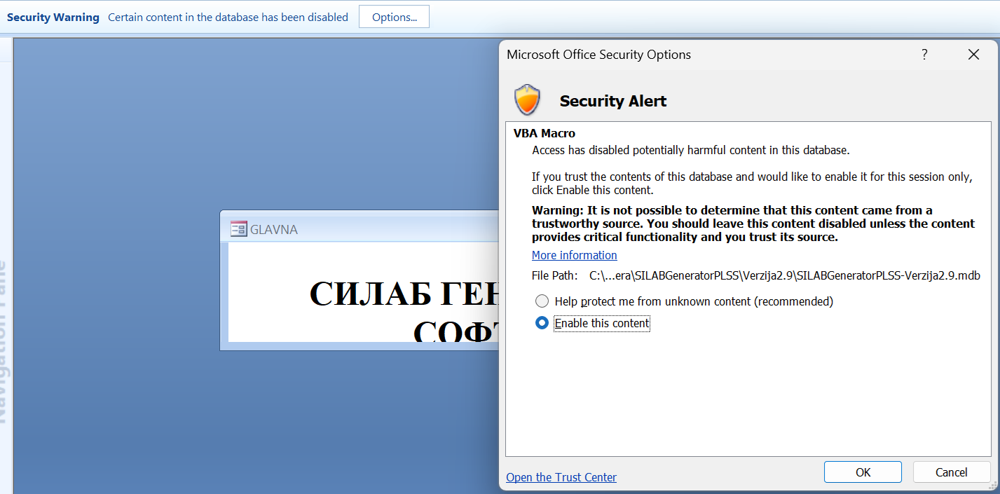 Security Warning Certain content in the database has been disabled Options...
Navigation Pane
GLAVNA
СИЛАБ ГЕН
СОФТ
Microsoft Office Security Options ?
Security Alert
VBA Macro
Access has disabled potentially harmful content in this database.
If you trust the contents of this database and would like to enable it for this session only,
click Enable this content.
Warning: It is not possible to determine that this content came from a
trustworthy source. You should leave this content disabled unless the content
provides critical functionality and you trust its source.
More information
File Path: C:\...era\SILABGeneratorPLSS\Verzija2.9\SILABGeneratorPLSS-Verzija2.9.mdb
Help protect me from unknown content (recommended)
Enable this content
Open the Trust Center OK Cancel